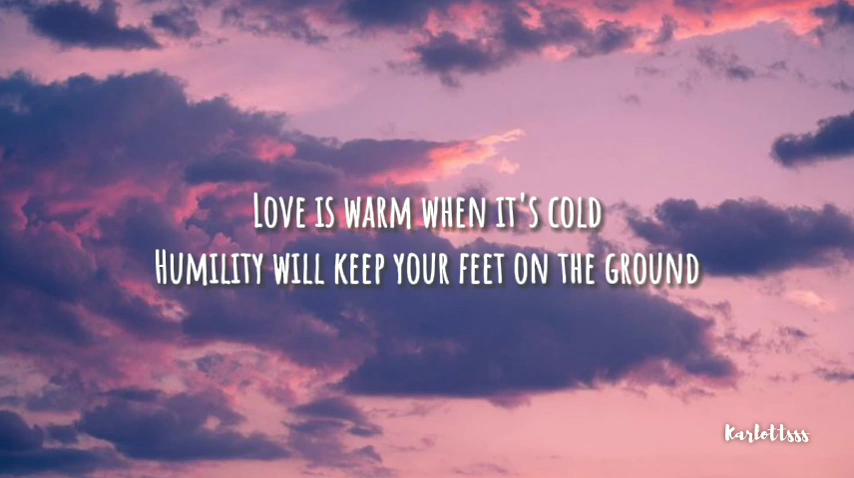 Love is warm when it's cold
Humility will keep your feet on the ground
Karlottsss